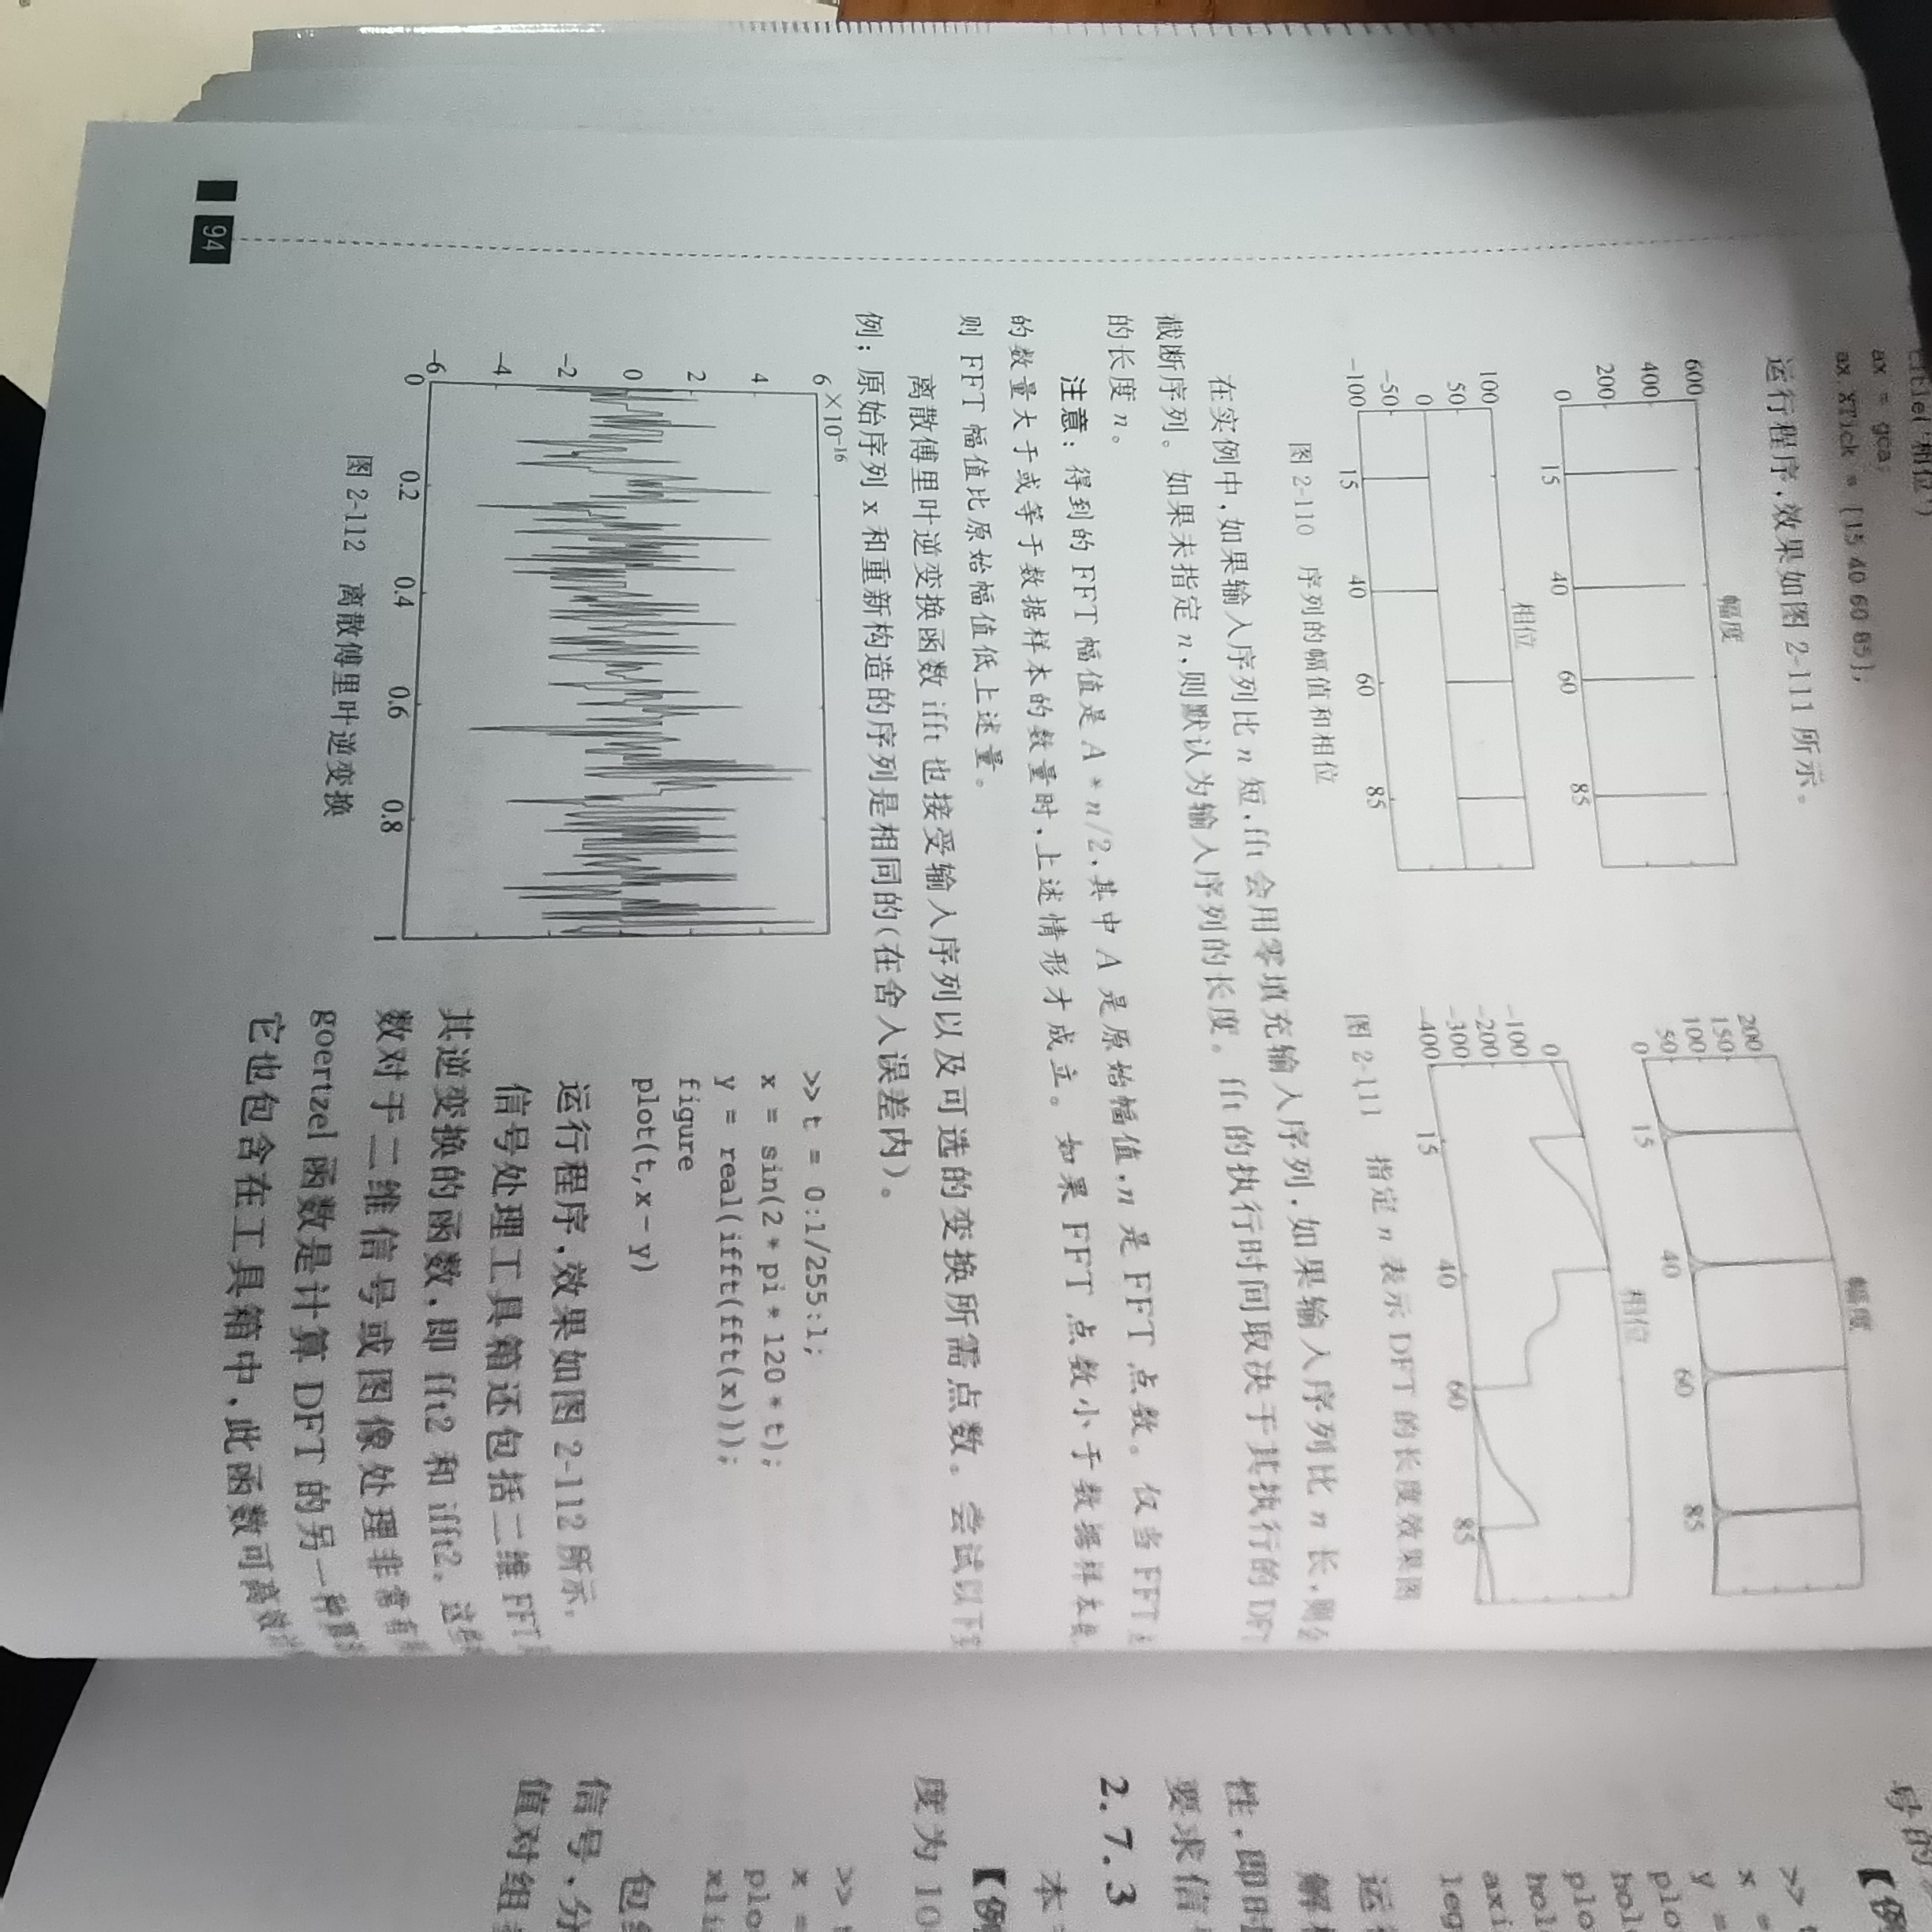 ax = gca;
ax.XTick = [15 40 60 85];
运行程序,效果如图 2-111 所示。
幅度
600
400
200
0
15
40
60
85
相位
100
50
0
-50
-100
15
40
60
85
图 2-110 序列的幅值和相位
幅度
200
150
100
50
0
15
40
60
85
相位
0
-100
-200
-300
-400
15
40
60
85
图 2-111 指定 n 表示 DFT 的长度效果图
在实例中,如果输入序列比 n 短,fft 会用零填充输入序列,如果输入序列比 n 长,则会
截断序列。如果未指定 n,则默认为输入序列的长度。fft 的执行时间取决于其执行的 DFT
的长度 n。
注意:得到的 FFT 幅值是 A*n/2,其中 A 是原始幅值,n 是 FFT 点数。仅当 FFT
的数量大于或等于数据样本的数量时,上述情形才成立。如果 FFT 点数小于数据样本
则 FFT 幅值比原始幅值低上述量。
离散傅里叶逆变换函数 ifft 也接受输入序列以及可选的变换所需点数。尝试以下
例:原始序列 x 和重新构造的序列是相同的(在舍入误差内)。
6 ×10-16
4
2
0
-2
-4
-6
0
0.2
0.4
0.6
0.8
1
图 2-112 离散傅里叶逆变换
>> t = 0:1/255:1;
x = sin(2 * pi * 120 * t);
y = real(ifft(fft(x)));
figure
plot(t,x-y)
运行程序,效果如图 2-112 所示。
信号处理工具箱还包括二维 FFT
其逆变换的函数,即 fft2 和 ifft2。这些
数对于二维信号或图像处理非常有
goertzel 函数是计算 DFT 的另一种
它也包含在工具箱中,此函数可高效
94
【例
>>
x =
y =
plo
hol
plo
hol
axi
leg
运
解
性,即时
要求信
2.7.3
本
【例
度为 10
>>
x =
plo
xli
包
信号,分
值对组